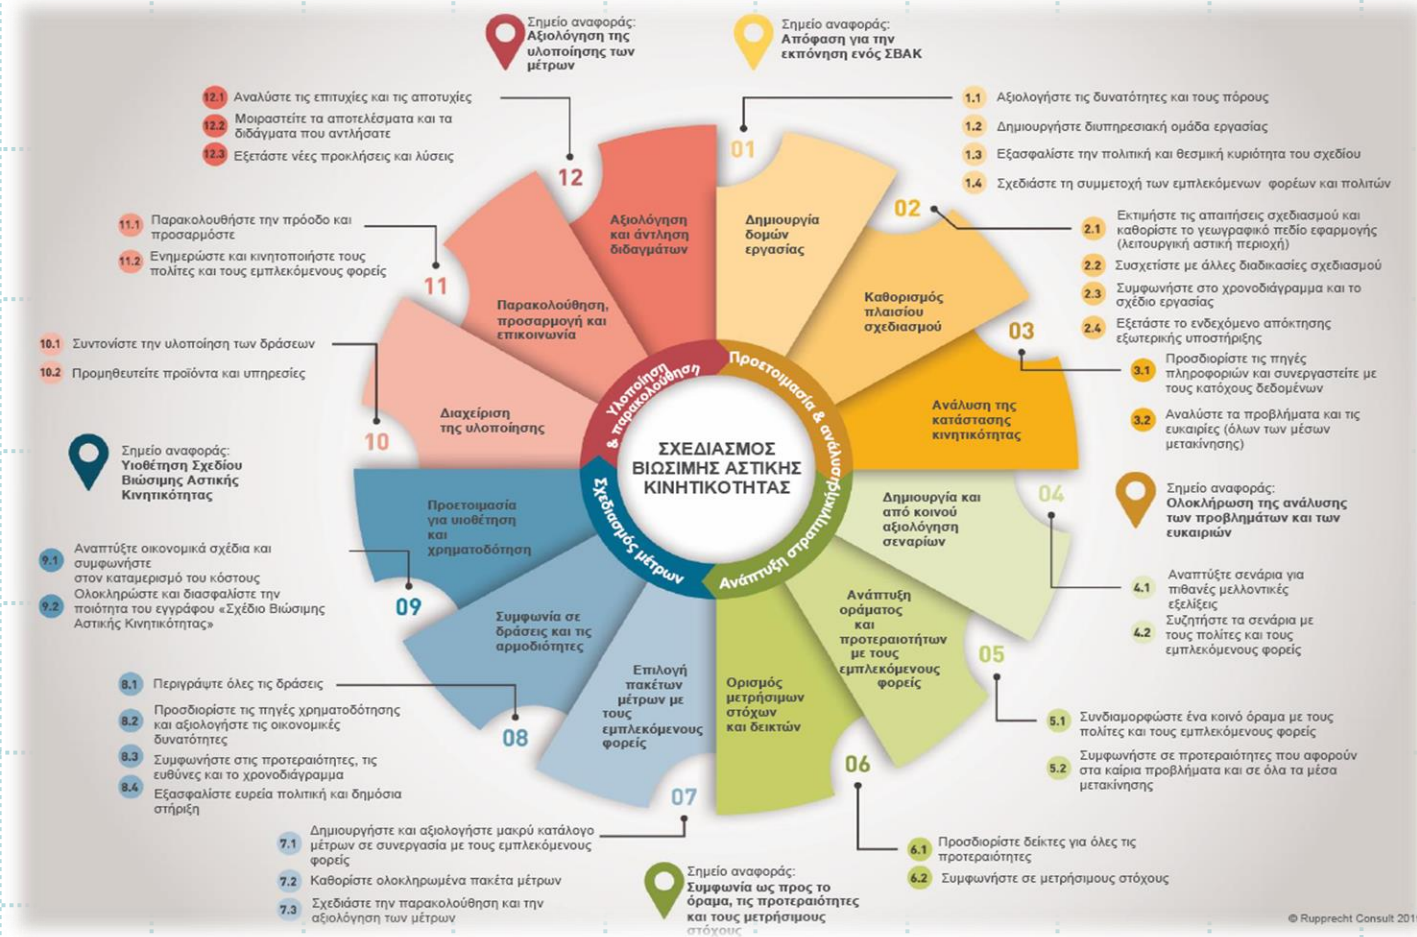 Σημείο αναφοράς:
Αξιολόγηση της
υλοποίησης των
μέτρων
Σημείο αναφοράς:
Απόφαση για την
εκπόνηση ενός ΣΒΑΚ
12.1 Αναλύστε τις επιτυχίες και τις αποτυχίες
12.2 Μοιραστείτε τα αποτελέσματα και τα
διδάγματα που αντλήσατε
12.3 Εξετάστε νέες προκλήσεις και λύσεις
1.1 Αξιολογήστε τις δυνατότητες και τους πόρους
1.2 Δημιουργήστε διυπηρεσιακή ομάδα εργασίας
1.3 Εξασφαλίστε την πολιτική και θεσμική κυριότητα του σχεδίου
1.4 Σχεδιάστε τη συμμετοχή των εμπλεκόμενων φορέων και πολιτών
11.1 Παρακολουθήστε την πρόοδο και
προσαρμόστε
11.2 Ενημερώστε και κινητοποιήστε τους
πολίτες και τους εμπλεκόμενους φορείς
2.1 Εκτιμήστε τις απαιτήσεις σχεδιασμού και
καθορίστε το γεωγραφικό πεδίο εφαρμογής
(λειτουργική αστική περιοχή)
2.2 Συσχετίστε με άλλες διαδικασίες σχεδιασμού
2.3 Συμφωνήστε στο χρονοδιάγραμμα και το
σχέδιο εργασίας
2.4 Εξετάστε το ενδεχόμενο απόκτησης
εξωτερικής υποστήριξης
10.1 Συντονίστε την υλοποίηση των δράσεων
10.2 Προμηθευτείτε προϊόντα και υπηρεσίες
3.1 Προσδιορίστε τις πηγές
πληροφοριών και συνεργαστείτε με
τους κατόχους δεδομένων
3.2 Αναλύστε τα προβλήματα και τις
ευκαιρίες (όλων των μέσων
μετακίνησης)
Σημείο αναφοράς:
Υιοθέτηση Σχεδίου
Βιώσιμης Αστικής
Κινητικότητας
Σημείο αναφοράς:
Ολοκλήρωση της ανάλυσης
των προβλημάτων και των
ευκαιριών
01
Δημιουργία
δομών
εργασίας
02
Καθορισμός
πλαισίου
σχεδιασμού
03
Ανάλυση της
κατάστασης
κινητικότητας
04
Δημιουργία και
από κοινού
αξιολόγηση
σεναρίων
05
Ανάπτυξη
οράματος
και
προτεραιοτήτων
με τους
εμπλεκόμενους
φορείς
06
Ορισμός
μετρήσιμων
στόχων
και δεικτών
07
Επιλογή
πακέτων
μέτρων με
τους
εμπλεκόμενους
φορείς
08
Συμφωνία σε
δράσεις και τις
αρμοδιότητες
09
Προετοιμασία
για υιοθέτηση
και
χρηματοδότηση
10
Διαχείριση
της υλοποίησης
11
Παρακολούθηση,
προσαρμογή και
επικοινωνία
12
Αξιολόγηση
και άντληση
διδαγμάτων
Υλοποίηση
& παρακολούθηση
Προετοιμασία & ανάλυση
Ανάπτυξη στρατηγικής
Σχεδιασμός μέτρων
ΣΧΕΔΙΑΣΜΟΣ
ΒΙΩΣΙΜΗΣ ΑΣΤΙΚΗΣ
ΚΙΝΗΤΙΚΟΤΗΤΑΣ
9.1 Αναπτύξτε οικονομικά σχέδια και
συμφωνήστε
στον καταμερισμό του κόστους
9.2 Ολοκληρώστε και διασφαλίστε την
ποιότητα του εγγράφου «Σχέδιο Βιώσιμης
Αστικής Κινητικότητας»
4.1 Αναπτύξτε σενάρια για
πιθανές μελλοντικές
εξελίξεις
4.2 Συζητήστε τα σενάρια με
τους πολίτες και τους
εμπλεκόμενους φορείς
8.1 Περιγράψτε όλες τις δράσεις
8.2 Προσδιορίστε τις πηγές χρηματοδότησης
και αξιολογήστε τις οικονομικές
δυνατότητες
8.3 Συμφωνήστε στις προτεραιότητες, τις
ευθύνες και το χρονοδιάγραμμα
8.4 Εξασφαλίστε ευρεία πολιτική και δημόσια
στήριξη
5.1 Συνδιαμορφώστε ένα κοινό όραμα με τους
πολίτες και τους εμπλεκόμενους φορείς
5.2 Συμφωνήστε σε προτεραιότητες που αφορούν
στα καίρια προβλήματα και σε όλα τα μέσα
μετακίνησης
7.1 Δημιουργήστε και αξιολογήστε μακρύ κατάλογο
μέτρων σε συνεργασία με τους εμπλεκόμενους
φορείς
7.2 Καθορίστε ολοκληρωμένα πακέτα μέτρων
7.3 Σχεδιάστε την παρακολούθηση και την
αξιολόγηση των μέτρων
6.1 Προσδιορίστε δείκτες για όλες τις
προτεραιότητες
6.2 Συμφωνήστε σε μετρήσιμους στόχους
Σημείο αναφοράς:
Συμφωνία ως προς το
όραμα, τις προτεραιότητες
και τους μετρήσιμους
στόχους
© Rupprecht Consult 2019